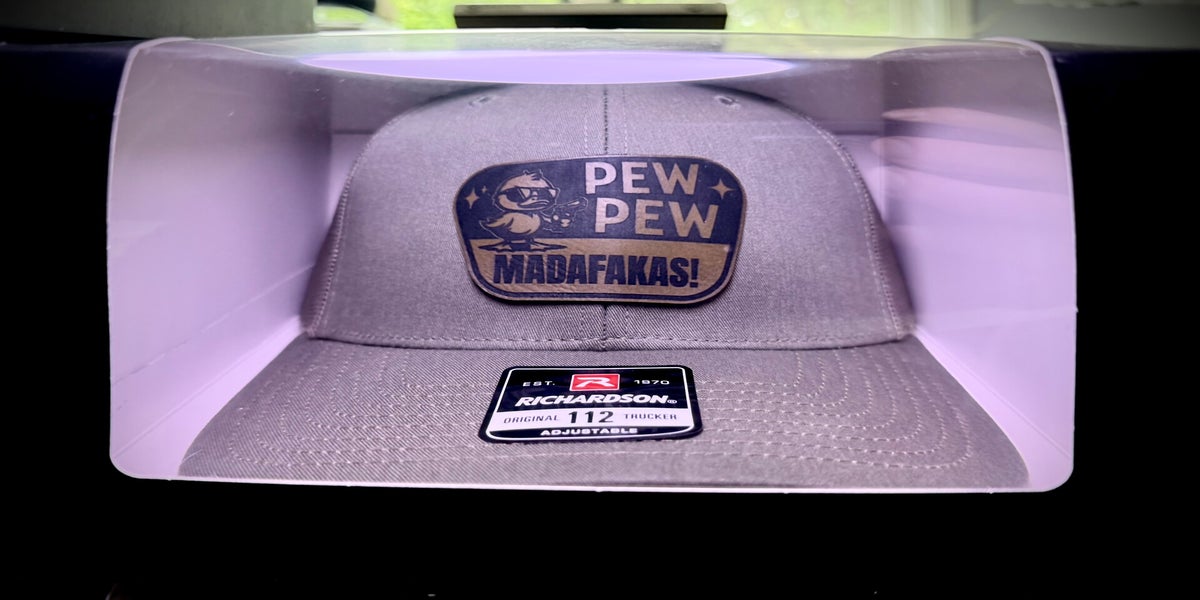 PEW
PEW
MADAFAKAS!
EST. R 1970
RICHARDSON®
ORIGINAL 112 TRUCKER
ADJUSTABLE